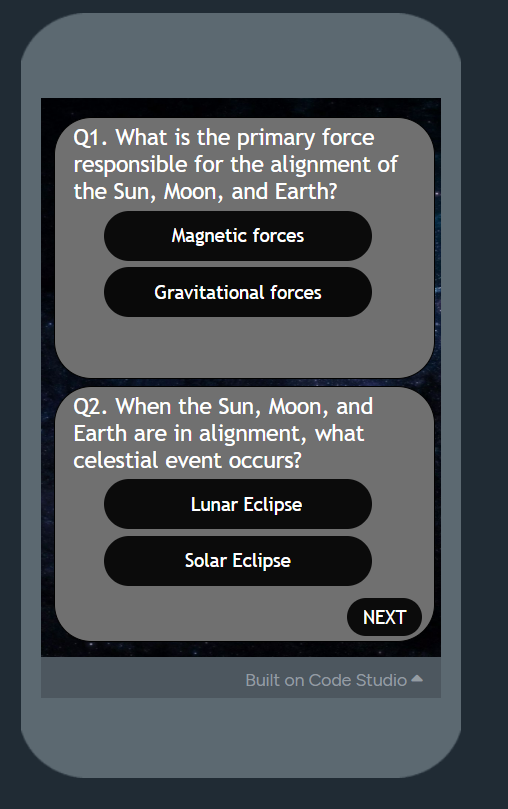 Q1. What is the primary force
responsible for the alignment of
the Sun, Moon, and Earth?
Magnetic forces
Gravitational forces
Q2. When the Sun, Moon, and
Earth are in alignment, what
celestial event occurs?
Lunar Eclipse
Solar Eclipse
NEXT
Built on Code Studio